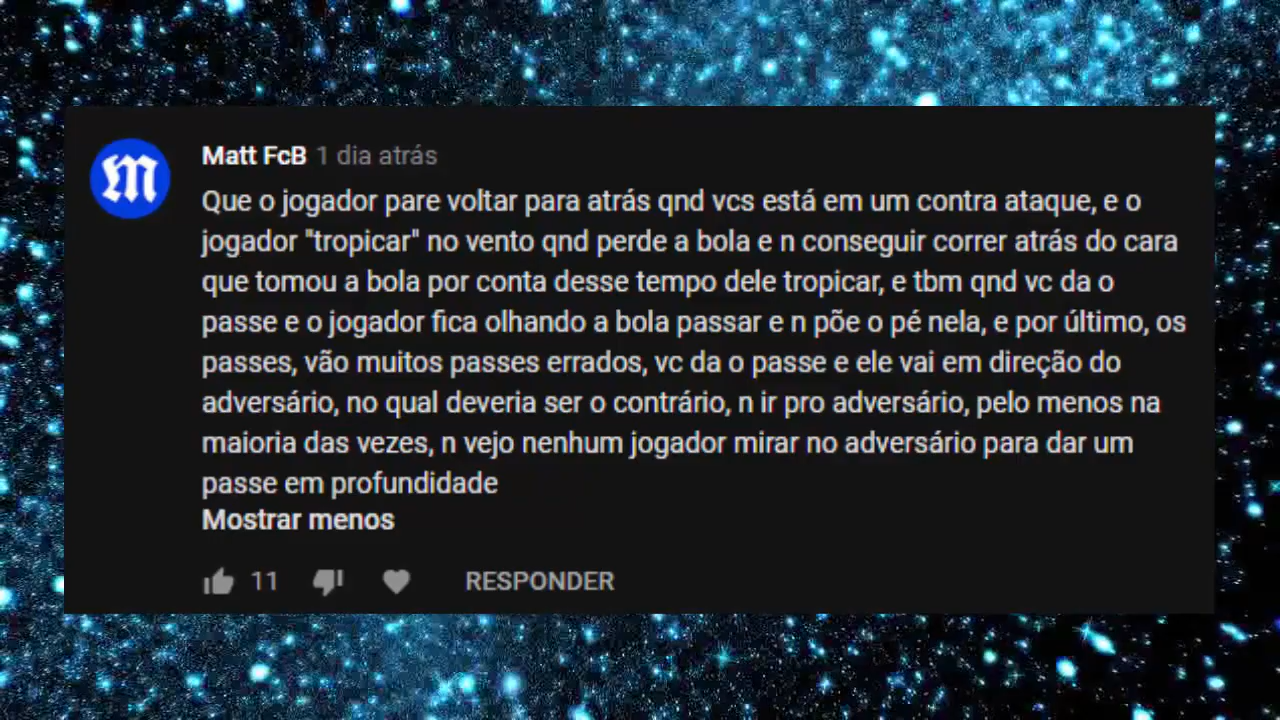 Matt FcB 1 dia atrás
Que o jogador pare voltar para atrás qnd vcs está em um contra ataque, e o
jogador "tropicar" no vento qnd perde a bola e n conseguir correr atrás do cara
que tomou a bola por conta desse tempo dele tropicar, e tbm qnd vc da o
passe e o jogador fica olhando a bola passar e n põe o pé nela, e por último, os
passes, vão muitos passes errados, vc da o passe e ele vai em direção do
adversário, no qual deveria ser o contrário, n ir pro adversário, pelo menos na
maioria das vezes, n vejo nenhum jogador mirar no adversário para dar um
passe em profundidade
Mostrar menos
11 RESPONDER